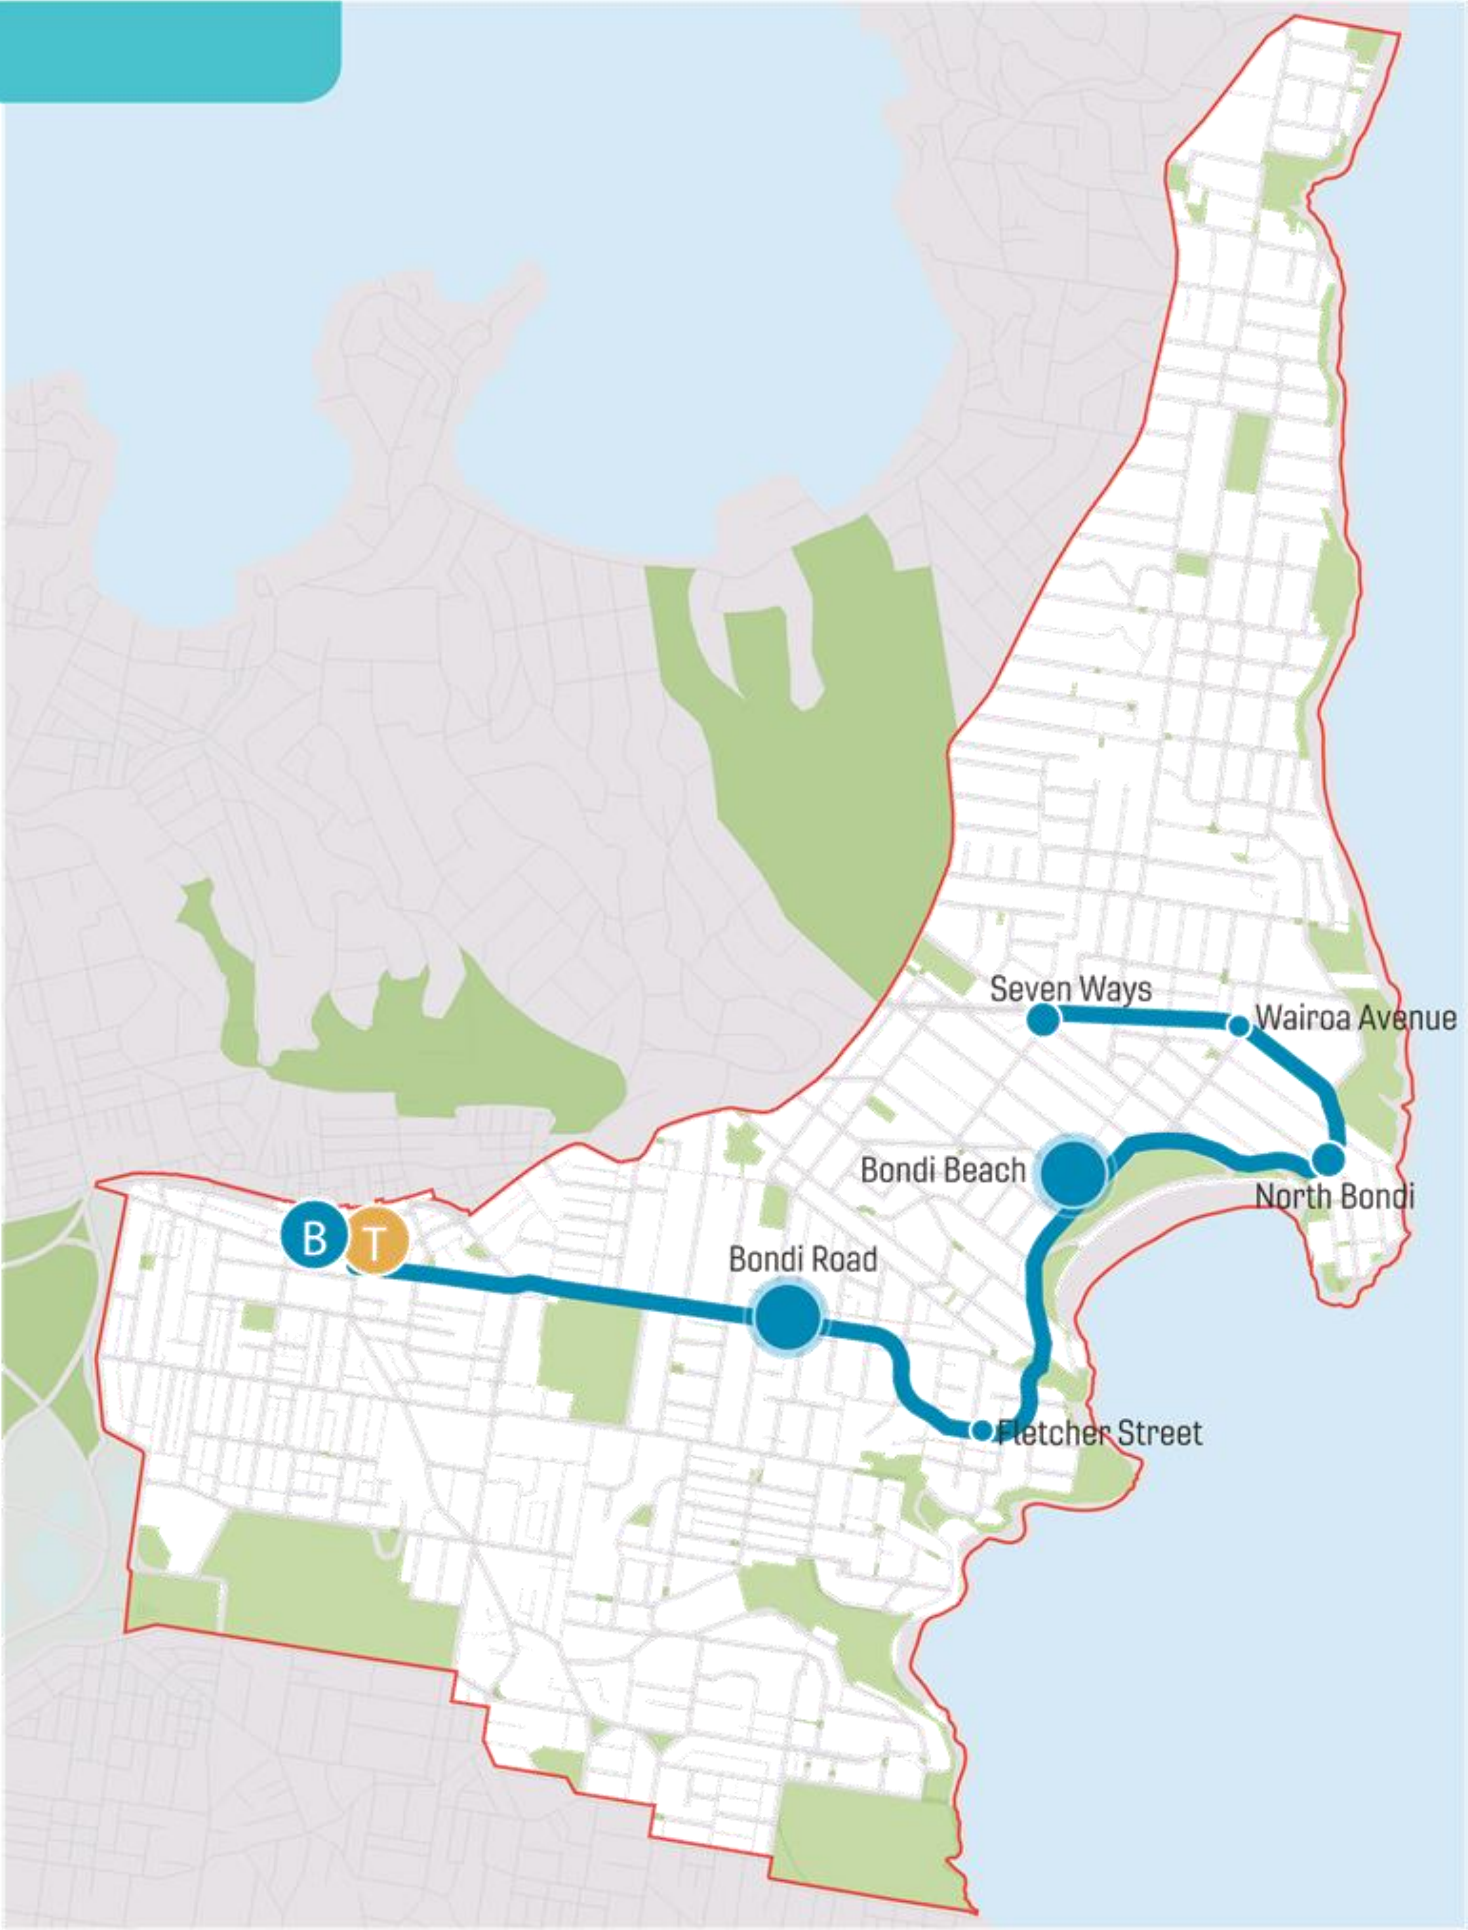 Seven Ways
Wairoa Avenue
Bondi Beach
North Bondi
B
T
Bondi Road
Fletcher Street